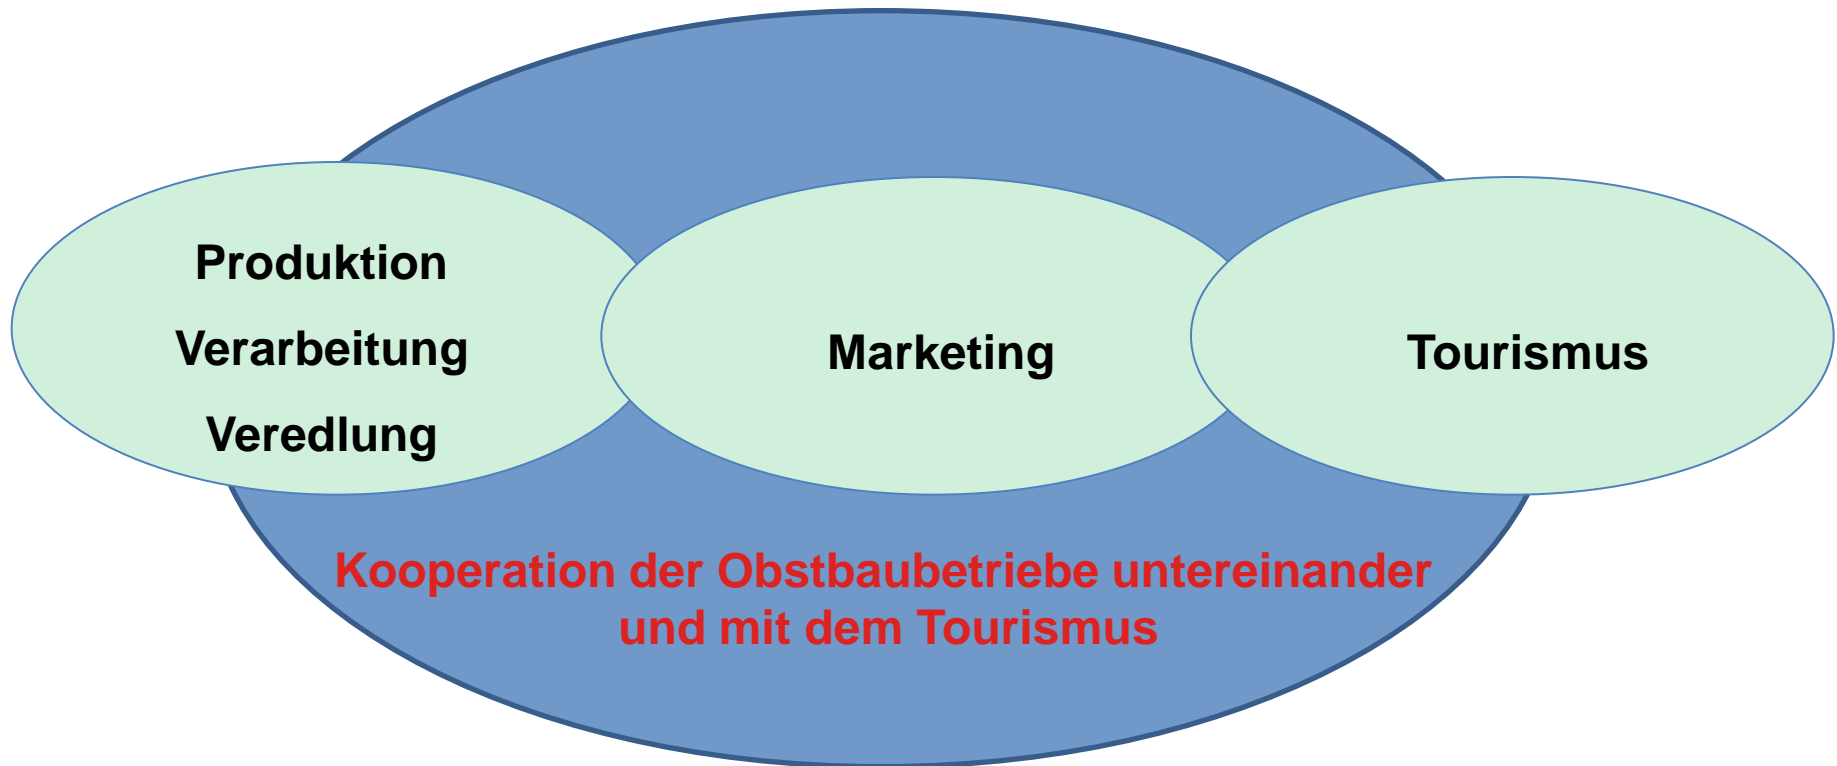 Produktion
Verarbeitung
Veredlung
Marketing
Tourismus
Kooperation der Obstbaubetriebe untereinander
und mit dem Tourismus